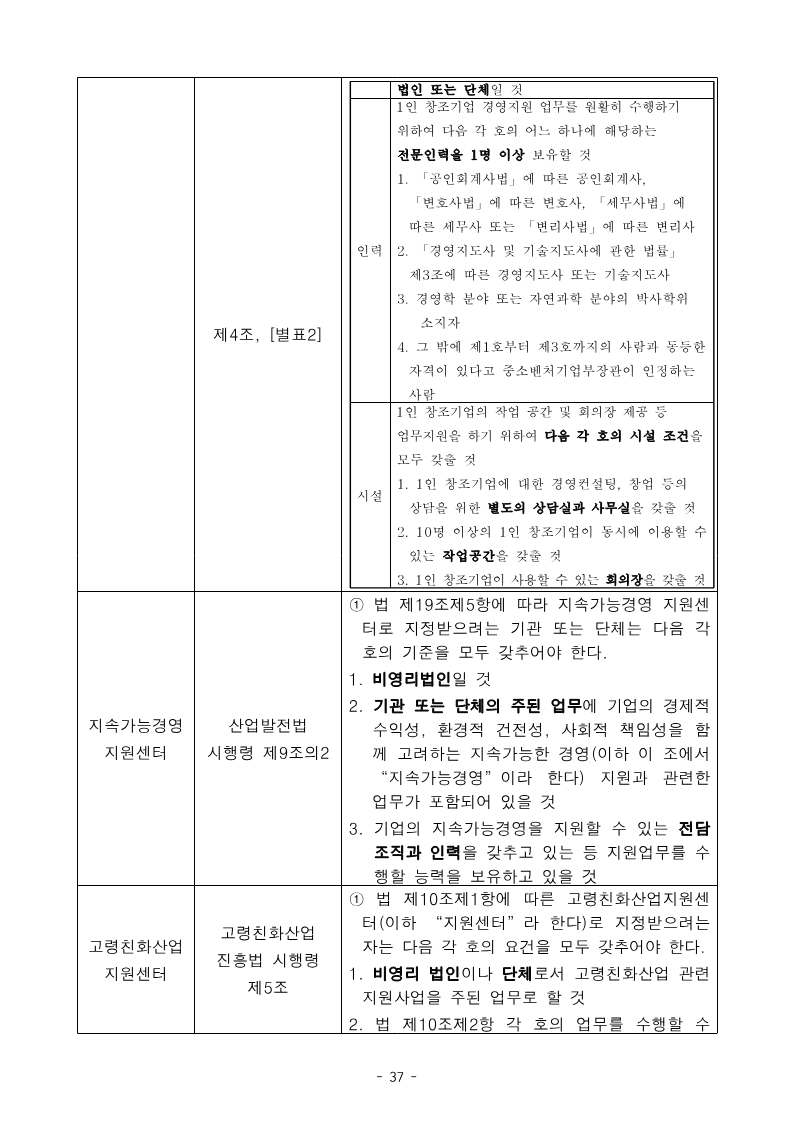 제4조, [별표2]
법인 또는 단체일 것
인력
1인 창조기업 경영지원 업무를 원활히 수행하기
위하여 다음 각 호의 어느 하나에 해당하는
전문인력을 1명 이상 보유할 것
1. 「공인회계사법」에 따른 공인회계사,
「변호사법」에 따른 변호사, 「세무사법」에
따른 세무사 또는 「변리사법」에 따른 변리사
2. 「경영지도사 및 기술지도사에 관한 법률」
제3조에 따른 경영지도사 또는 기술지도사
3. 경영학 분야 또는 자연과학 분야의 박사학위
소지자
4. 그 밖에 제1호부터 제3호까지의 사람과 동등한
자격이 있다고 중소벤처기업부장관이 인정하는
사람
시설
1인 창조기업의 작업 공간 및 회의장 제공 등
업무지원을 하기 위하여 다음 각 호의 시설 조건을
모두 갖출 것
1. 1인 창조기업에 대한 경영컨설팅, 창업 등의
상담을 위한 별도의 상담실과 사무실을 갖출 것
2. 10명 이상의 1인 창조기업이 동시에 이용할 수
있는 작업공간을 갖출 것
3. 1인 창조기업이 사용할 수 있는 회의장을 갖출 것
지속가능경영
지원센터
산업발전법
시행령 제9조의2
① 법 제19조제5항에 따라 지속가능경영 지원센
터로 지정받으려는 기관 또는 단체는 다음 각
호의 기준을 모두 갖추어야 한다.
1. 비영리법인일 것
2. 기관 또는 단체의 주된 업무에 기업의 경제적
수익성, 환경적 건전성, 사회적 책임성을 함
께 고려하는 지속가능한 경영(이하 이 조에서
“지속가능경영”이라 한다) 지원과 관련한
업무가 포함되어 있을 것
3. 기업의 지속가능경영을 지원할 수 있는 전담
조직과 인력을 갖추고 있는 등 지원업무를 수
행할 능력을 보유하고 있을 것
고령친화산업
지원센터
고령친화산업
진흥법 시행령
제5조
① 법 제10조제1항에 따른 고령친화산업지원센
터(이하 “지원센터”라 한다)로 지정받으려는
자는 다음 각 호의 요건을 모두 갖추어야 한다.
1. 비영리 법인이나 단체로서 고령친화산업 관련
지원사업을 주된 업무로 할 것
2. 법 제10조제2항 각 호의 업무를 수행할 수
- 37 -